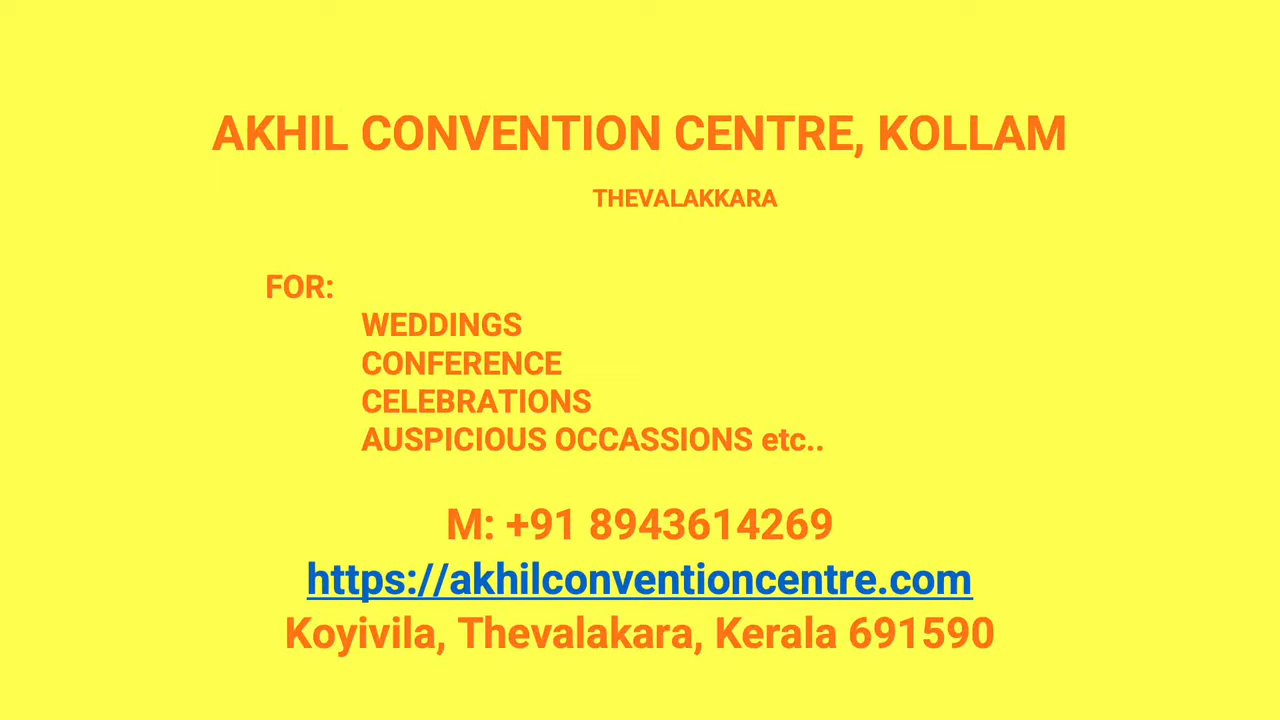 AKHIL CONVENTION CENTRE, KOLLAM
THEVALAKKARA
FOR:
WEDDINGS
CONFERENCE
CELEBRATIONS
AUSPICIOUS OCCASSIONS etc..
M: +91 8943614269
https://akhilconventioncentre.com
Koyivila, Thevalakara, Kerala 691590